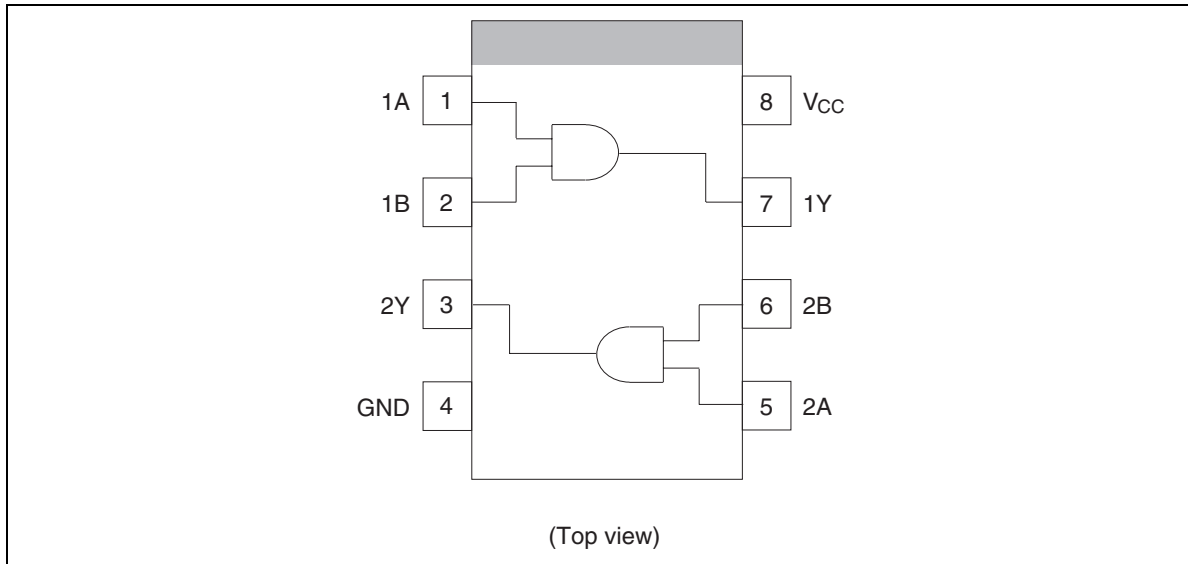 1A 1 8 VCC
1B 2 7 1Y
2Y 3 6 2B
GND 4 5 2A
(Top view)